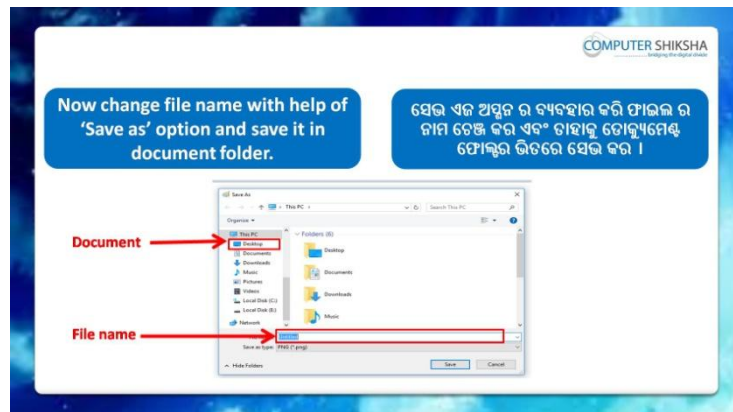 COMPUTER SHIKSHA
bridging the digital divide
Now change file name with help of
‘Save as’ option and save it in
document folder.
ସେଭ ଏଜ ଅପ୍ସନ ର ବ୍ୟବହାର କରି ଫାଇଲ ର
ନାମ ଚେଞ୍ଜ କର ଏବଂ ତାହାକୁ ଡୋକ୍ୟୁମେଣ୍ଟ
ଫୋଲ୍ଡର ଭିତରେ ସେଭ କର ।
Save As
This PC
Search This PC
Organize
This PC
Desktop
Documents
Downloads
Music
Pictures
Videos
Local Disk (C:)
Local Disk (E:)
Network
Folders (6)
Desktop
Documents
Downloads
Music
Document
File name
Untitled
Save as type: PNG (*.png)
Hide Folders
Save
Cancel